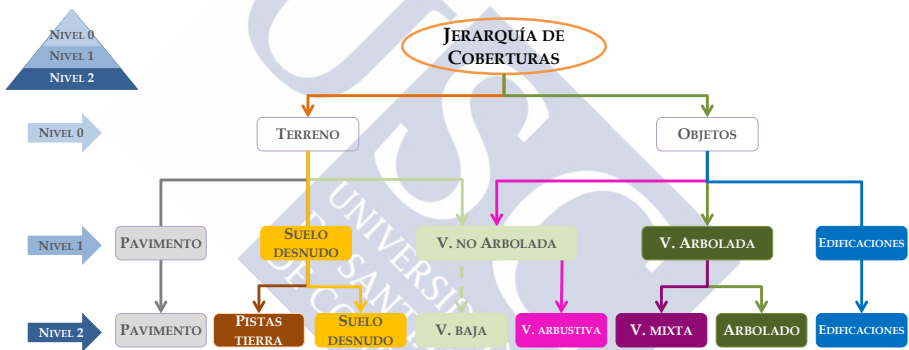 NIVEL 0
NIVEL 1
NIVEL 2
JERARQUÍA DE
COBERTURAS
NIVEL 0
TERRENO
OBJETOS
NIVEL 1
PAVIMENTO
SUELO
DESNUDO
V. NO ARBOLADA
V. ARBOLADA
EDIFICACIONES
NIVEL 2
PAVIMENTO
PISTAS
TIERRA
SUELO
DESNUDO
V. BAJA
V. ARBUSTIVA
V. MIXTA
ARBOLADO
EDIFICACIONES
USC